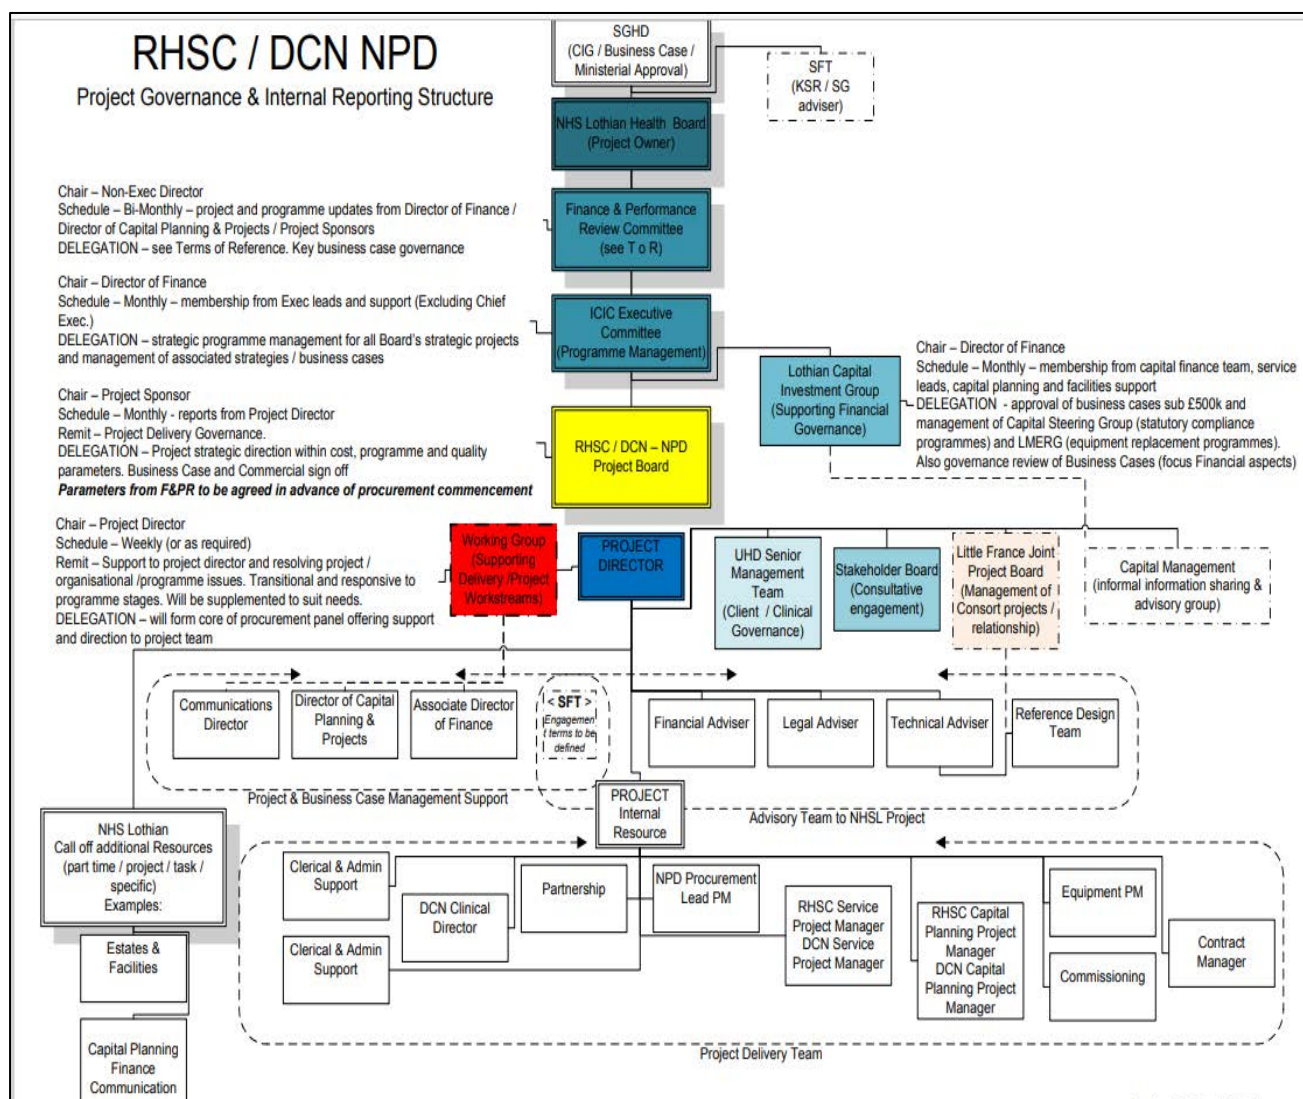 RHSC / DCN NPD
Project Governance & Internal Reporting Structure
SGHD
(CIG / Business Case /
Ministerial Approval)
SFT
(KSR / SG
adviser)
NHS Lothian Health Board
(Project Owner)
Chair – Non-Exec Director
Schedule – Bi-Monthly – project and programme updates from Director of Finance /
Director of Capital Planning & Projects / Project Sponsors
DELEGATION – see Terms of Reference. Key business case governance
Finance & Performance
Review Committee
(see T o R)
Chair – Director of Finance
Schedule – Monthly – membership from Exec leads and support (Excluding Chief
Exec.)
DELEGATION – strategic programme management for all Board's strategic projects
and management of associated strategies / business cases
ICIC Executive
Committee
(Programme Management)
Lothian Capital
Investment Group
(Supporting Financial
Governance)
Chair – Director of Finance
Schedule – Monthly – membership from capital finance team, service
leads, capital planning and facilities support
DELEGATION - approval of business cases sub £500k and
management of Capital Steering Group (statutory compliance
programmes) and LMERG (equipment replacement programmes).
Also governance review of Business Cases (focus Financial aspects)
Chair – Project Sponsor
Schedule – Monthly - reports from Project Director
Remit – Project Delivery Governance.
DELEGATION – Project strategic direction within cost, programme and quality
parameters. Business Case and Commercial sign off
Parameters from F&PR to be agreed in advance of procurement commencement
RHSC / DCN – NPD
Project Board
Chair – Project Director
Schedule – Weekly (or as required)
Remit – Support to project director and resolving project /
organisational /programme issues. Transitional and responsive to
programme stages. Will be supplemented to suit needs.
DELEGATION – will form core of procurement panel offering support
and direction to project team
Working Group
(Supporting
Delivery /Project
Workstreams)
PROJECT
DIRECTOR
UHD Senior
Management
Team
(Client / Clinical
Governance)
Stakeholder Board
(Consultative
engagement)
Little France Joint
Project Board
(Management of
Consort projects /
relationship)
Capital Management
(informal information sharing &
advisory group)
Communications
Director
Director of Capital
Planning &
Projects
Associate Director
of Finance
< SFT >
Engagemen
t terms to be
defined
Financial Adviser
Legal Adviser
Technical Adviser
Reference Design
Team
Project & Business Case Management Support
Advisory Team to NHSL Project
PROJECT
Internal
Resource
NHS Lothian
Call off additional Resources
(part time / project / task /
specific)
Examples:
Estates &
Facilities
Capital Planning
Finance
Communication
Clerical & Admin
Support
DCN Clinical
Director
Clerical & Admin
Support
Partnership
NPD Procurement
Lead PM
RHSC Service
Project Manager
DCN Service
Project Manager
RHSC Capital
Planning Project
Manager
DCN Capital
Planning Project
Manager
Equipment PM
Commissioning
Contract
Manager
Project Delivery Team